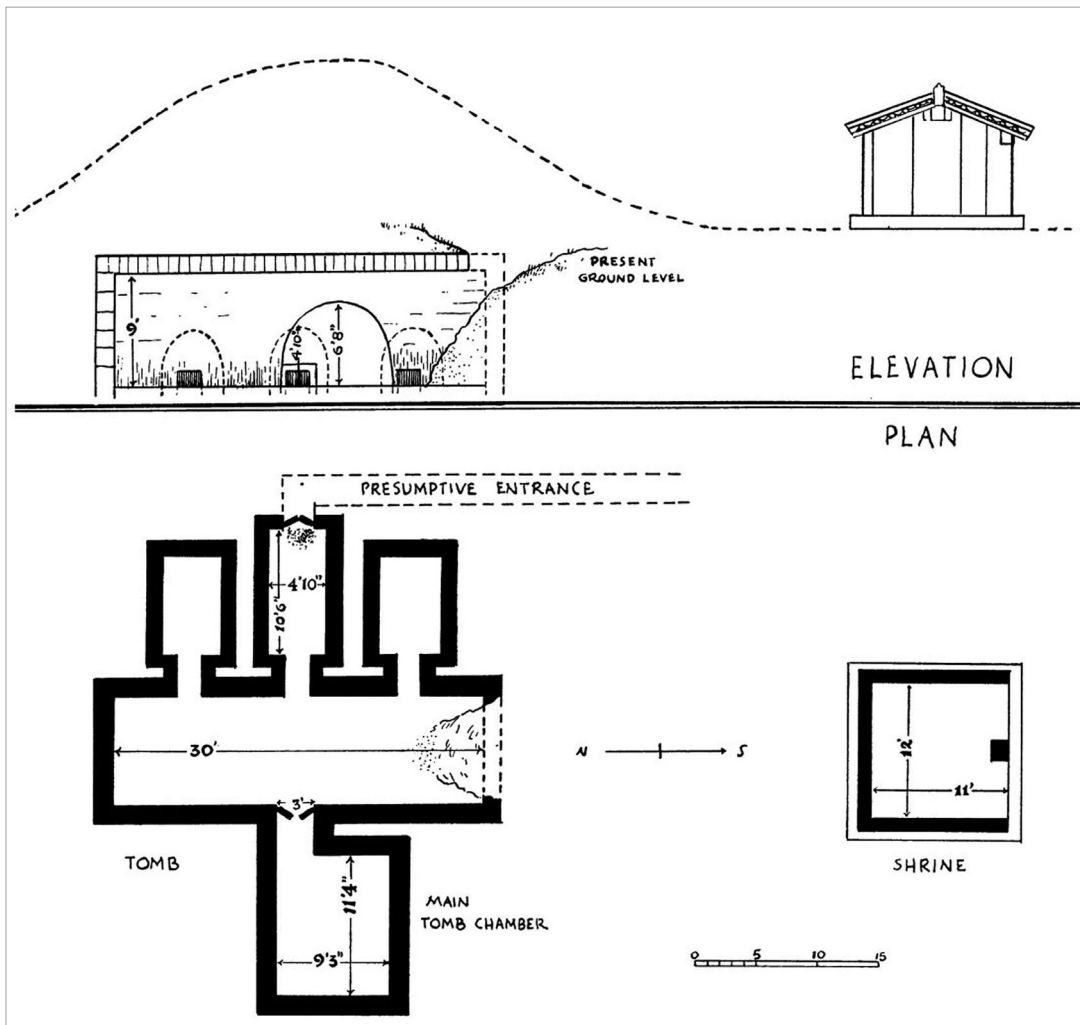 PRESENT
GROUND LEVEL
9'
4'10"
6'8"
ELEVATION
PLAN
PRESUMPTIVE ENTRANCE
4'10"
10'6"
30'
N S
12'
11'
3'
TOMB
SHRINE
MAIN
TOMB CHAMBER
11'4"
9'3"
0 5 10 15